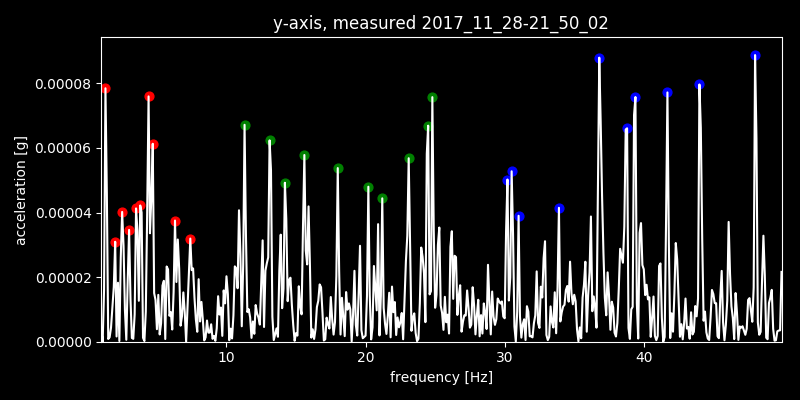 y-axis, measured 2017_11_28-21_50_02
0.00008
0.00006
0.00004
0.00002
0.00000
acceleration [g]
10 20 30 40
frequency [Hz]